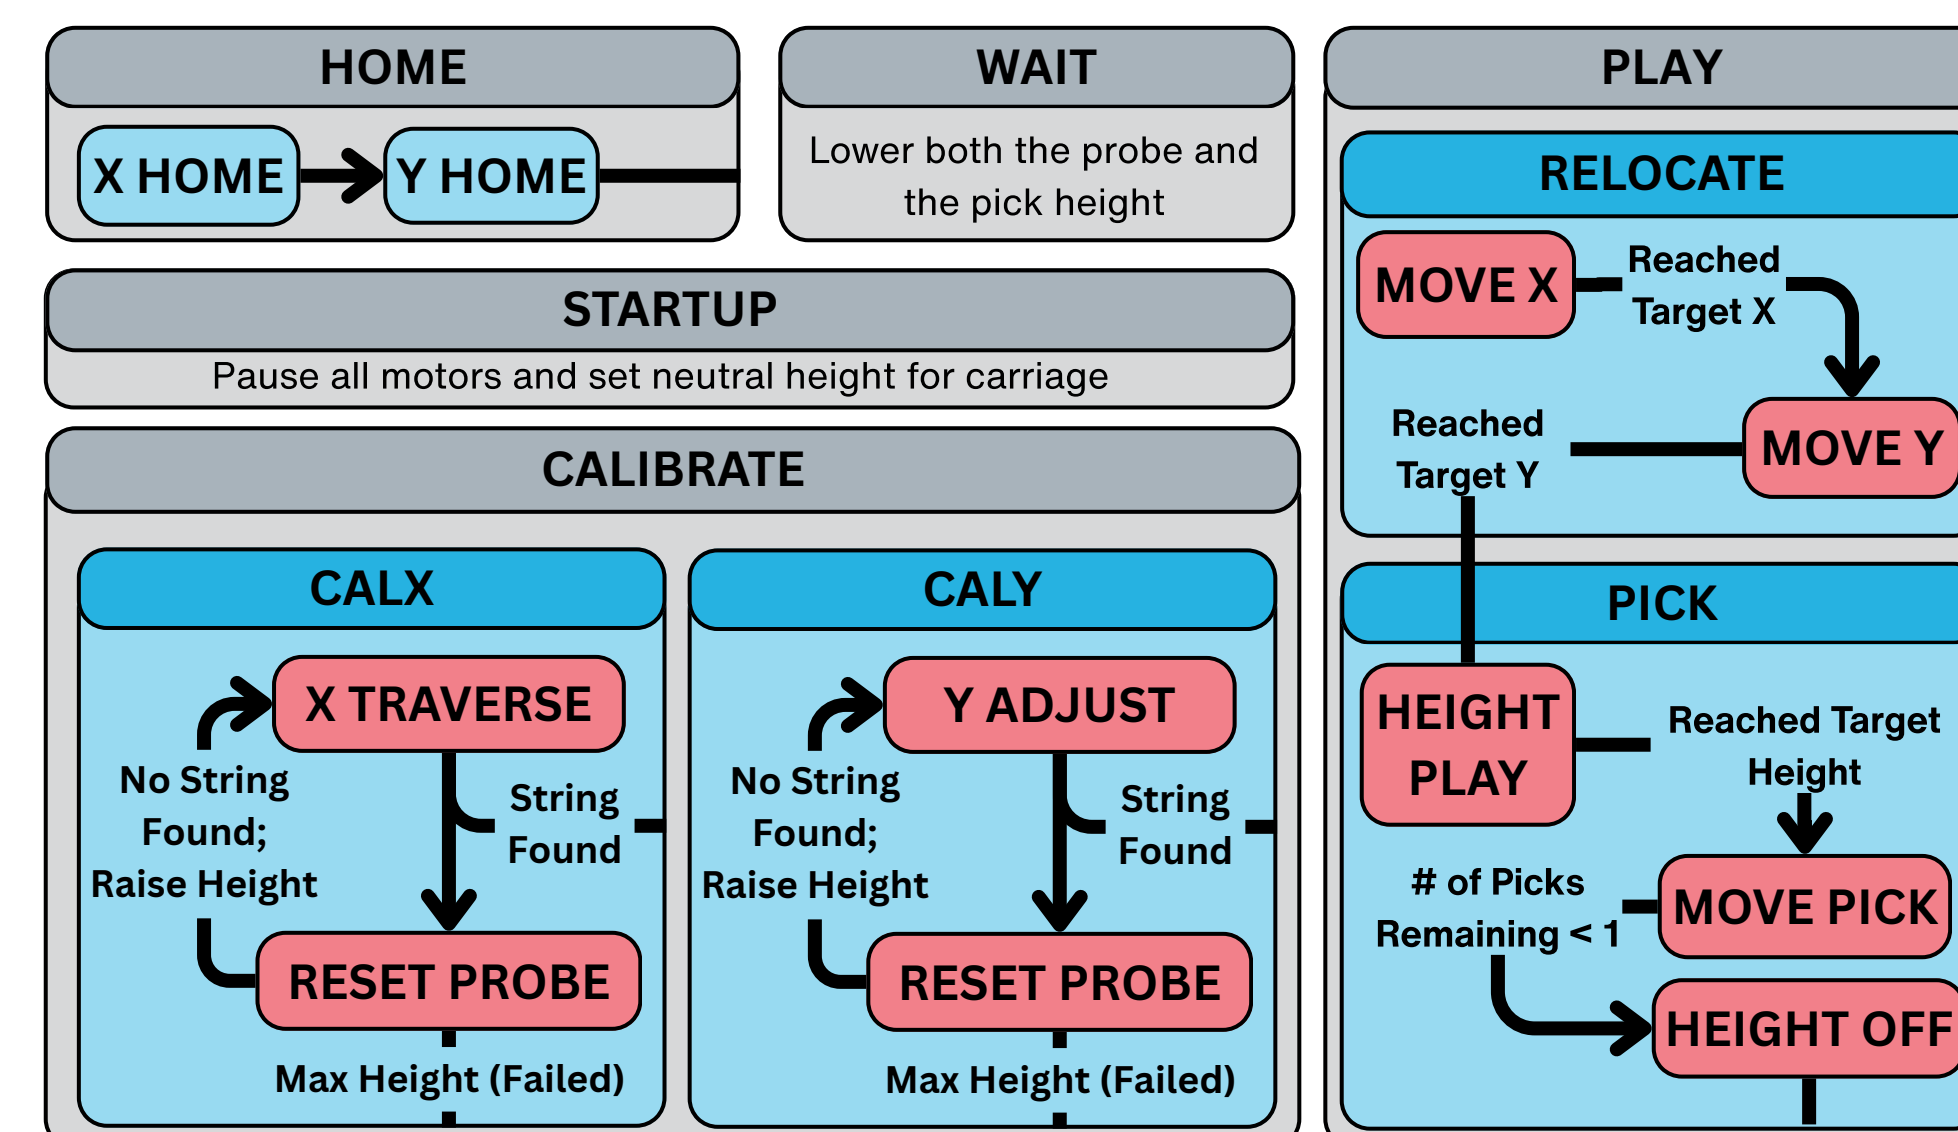 HOME
X HOME
Y HOME
WAIT
Lower both the probe and
the pick height
STARTUP
Pause all motors and set neutral height for carriage
CALIBRATE
CALX
X TRAVERSE
No String
Found;
Raise Height
String
Found
RESET PROBE
Max Height (Failed)
CALY
Y ADJUST
No String
Found;
Raise Height
String
Found
RESET PROBE
Max Height (Failed)
PLAY
RELOCATE
MOVE X
Reached
Target X
MOVE Y
Reached
Target Y
PICK
HEIGHT
PLAY
Reached Target
Height
MOVE PICK
# of Picks
Remaining < 1
HEIGHT OFF